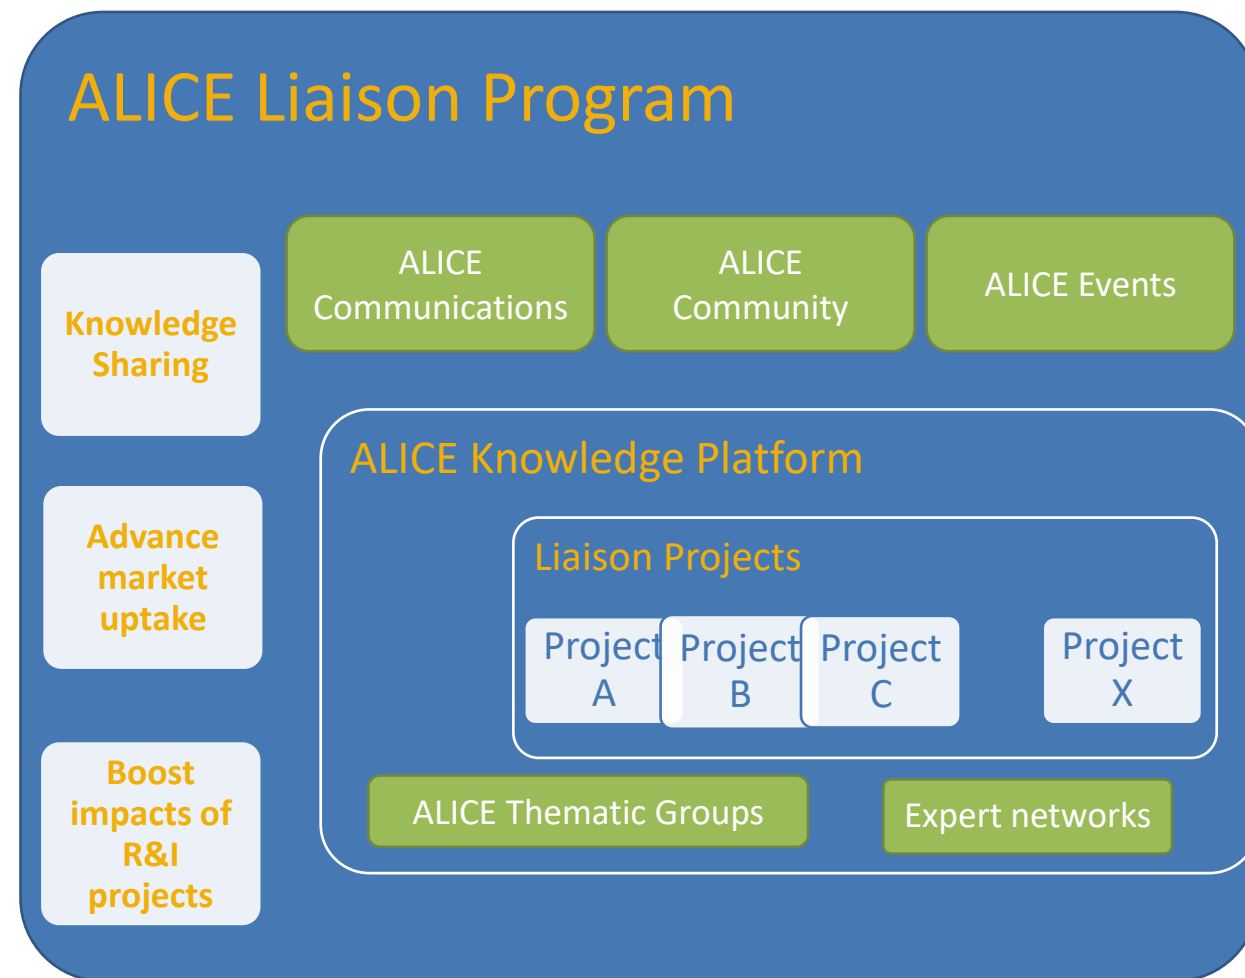 ALICE Liaison Program
ALICE
Communications
ALICE
Community
ALICE Events
Knowledge
Sharing
Advance
market
uptake
Boost
impacts of
R&I
projects
ALICE Knowledge Platform
Liaison Projects
Project
A
Project
B
Project
C
Project
X
ALICE Thematic Groups
Expert networks